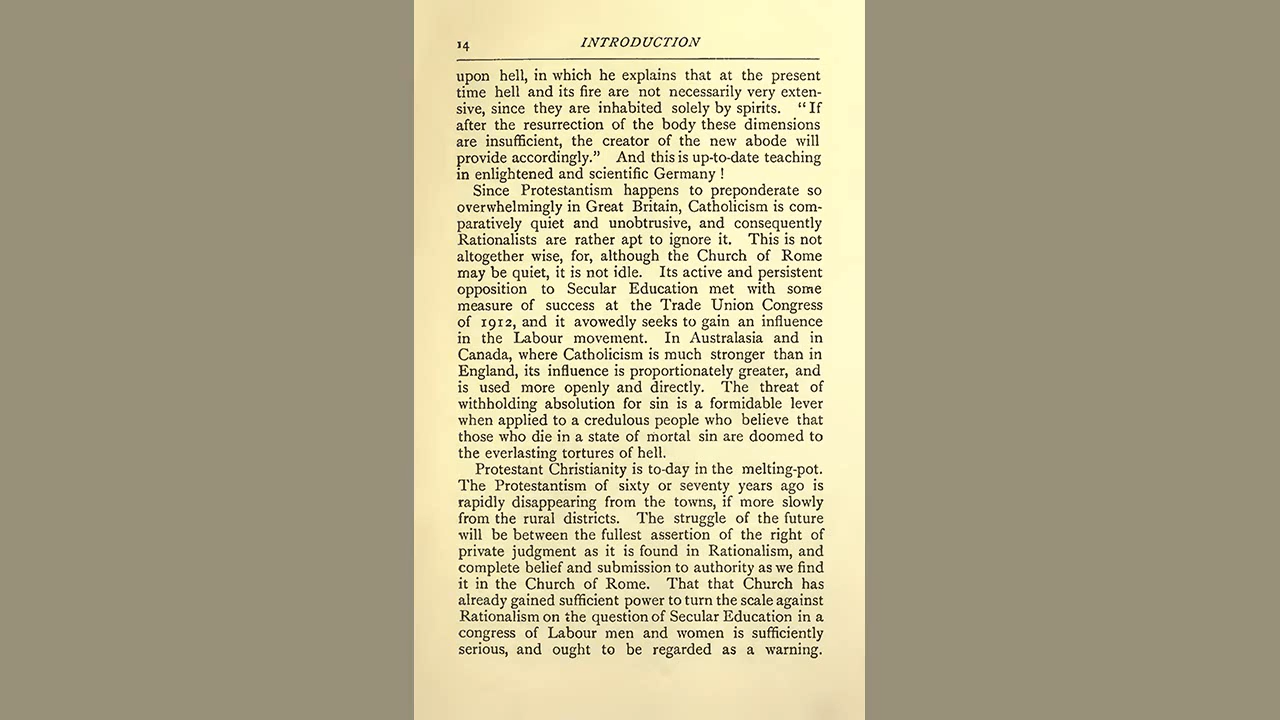 14 INTRODUCTION
upon hell, in which he explains that at the present
time hell and its fire are not necessarily very exten-
sive, since they are inhabited solely by spirits. "If
after the resurrection of the body these dimensions
are insufficient, the creator of the new abode will
provide accordingly." And this is up-to-date teaching
in enlightened and scientific Germany!
Since Protestantism happens to preponderate so
overwhelmingly in Great Britain, Catholicism is com-
paratively quiet and unobtrusive, and consequently
Rationalists are rather apt to ignore it. This is not
altogether wise, for, although the Church of Rome
may be quiet, it is not idle. Its active and persistent
opposition to Secular Education met with some
measure of success at the Trade Union Congress
of 1912, and it avowedly seeks to gain an influence
in the Labour movement. In Australasia and in
Canada, where Catholicism is much stronger than in
England, its influence is proportionately greater, and
is used more openly and directly. The threat of
withholding absolution for sin is a formidable lever
when applied to a credulous people who believe that
those who die in a state of mortal sin are doomed to
the everlasting tortures of hell.
Protestant Christianity is to-day in the melting-pot.
The Protestantism of sixty or seventy years ago is
rapidly disappearing from the towns, if more slowly
from the rural districts. The struggle of the future
will be between the fullest assertion of the right of
private judgment as it is found in Rationalism, and
complete belief and submission to authority as we find
it in the Church of Rome. That that Church has
already gained sufficient power to turn the scale against
Rationalism on the question of Secular Education in a
congress of Labour men and women is sufficiently
serious, and ought to be regarded as a warning.